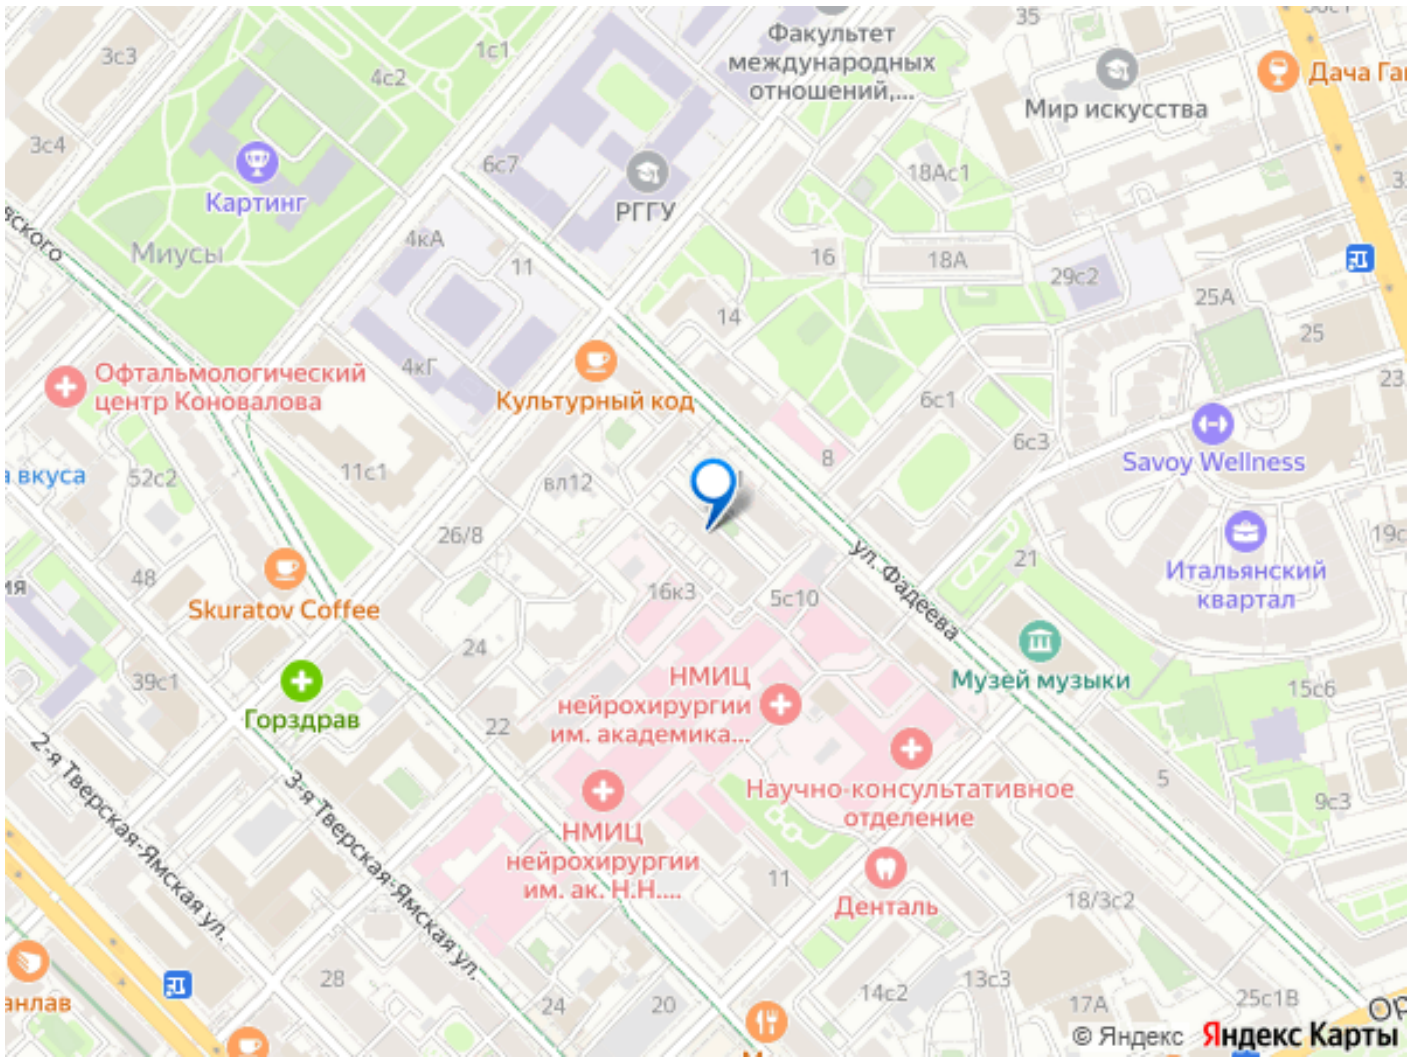 35
Факультет
международных
отношений,...
1с1
3с3
4с2
Мир искусства
Дача Га
3с4
6с7
18Ас1
Картинг
РГГУ
вского
Миусы
4кА
11
16
18А
29с2
25А
14
25
4кГ
Офтальмологический
центр Коновалова
Культурный код
23
6с1
6с3
8
Savoy Wellness
а вкуса
52с2
11с1
вл12
26/8
ул. Фадеева
21
19с
Итальянский
квартал
48
ия
Skuratov Coffee
16к3
5с10
24
Музей музыки
39с1
Горздрав
НМИЦ
нейрохирургии
им. академика...
15с6
22
2-я Тверская-Ямская ул.
3-я Тверская-Ямская ул.
Научно-консультативное
отделение
5
9с3
НМИЦ
нейрохирургии
им. ак. Н.Н....
11
Денталь
18/3с2
28
24
20
14с2
13с3
17А
25с1В
анлав
Ор
© Яндекс Яндекс Карты